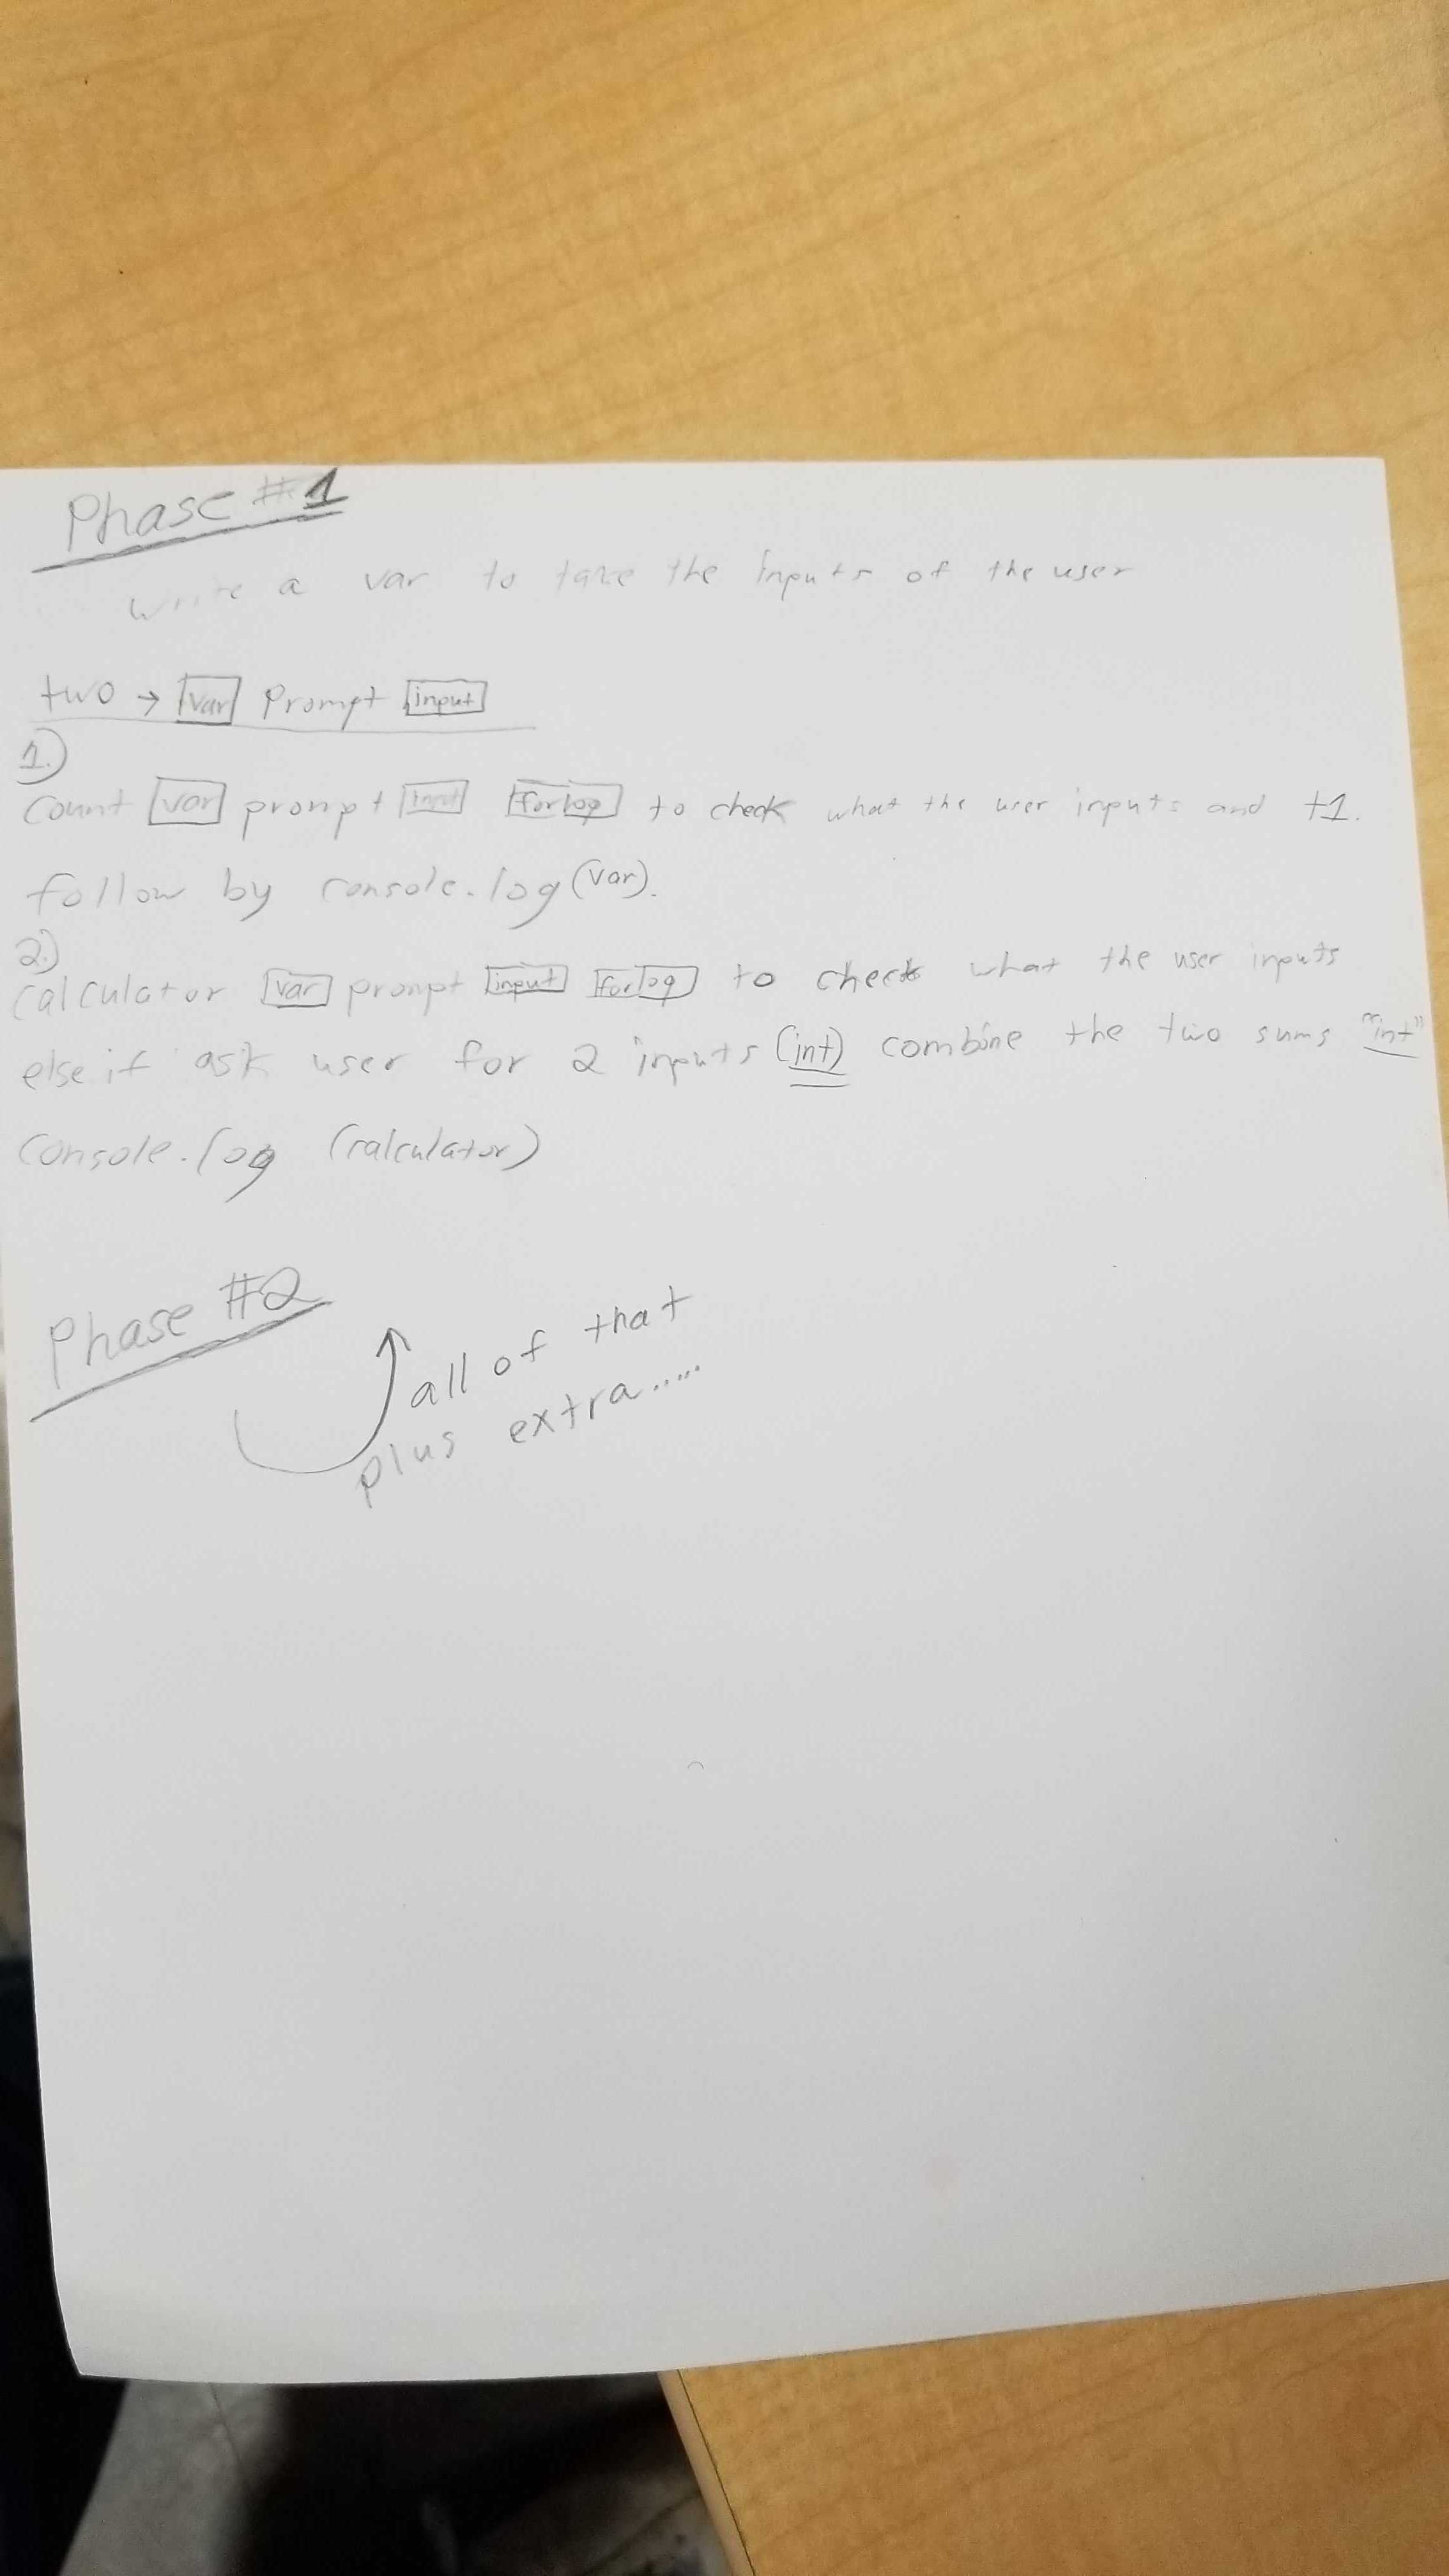 Phase #1
Write a var to take the inputs of the user
two → var Prompt input
1.)
Count var prompt input for log to check what the user inputs and +1.
follow by console.log(var).
2.)
calculator var prompt input for log to check what the user inputs
else if ask user for 2 inputs (int) combine the two sums "int"
console.log (calculator)
Phase #2
all of that
plus extra.....